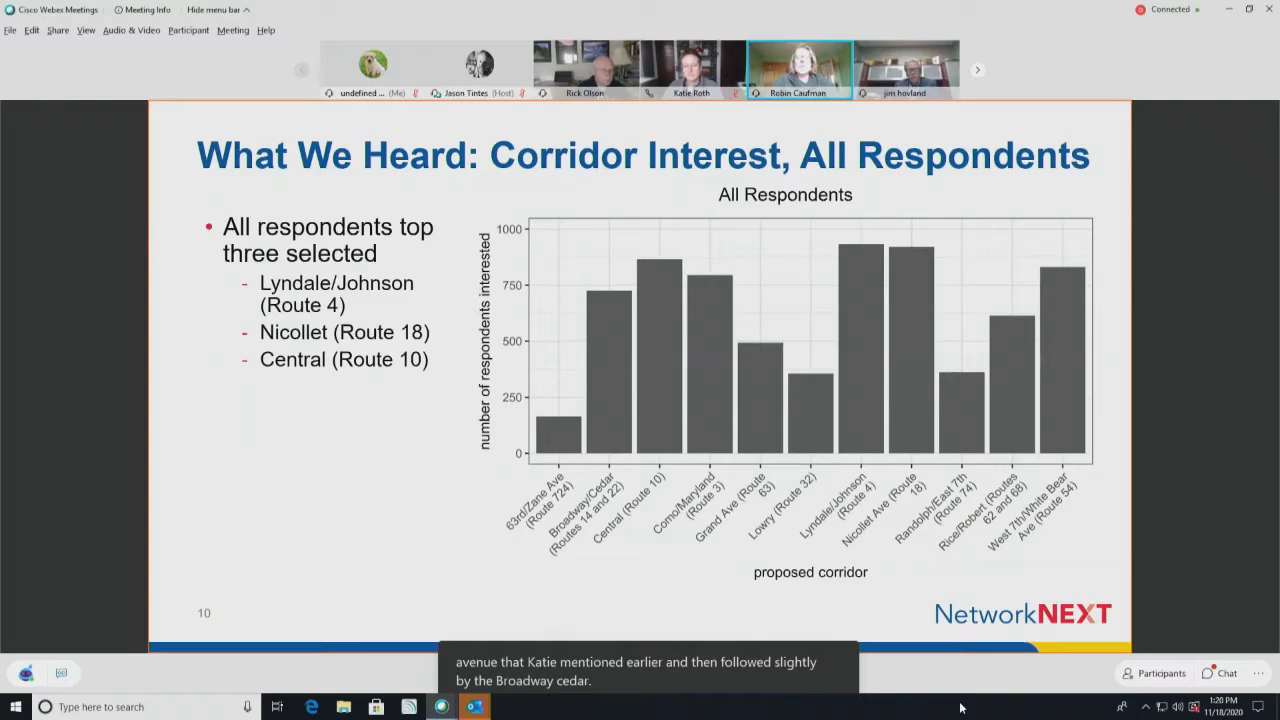 Cisco Webex Meetings
Meeting Info
Hide menu bar
Connected
File Edit Share View Audio & Video Participant Meeting Help
undefined ... (Me)
Jason Tintes (Host)
Rick Olson
Katie Roth
Robin Caufman
jim hovland
What We Heard: Corridor Interest, All Respondents
• All respondents top
three selected
- Lyndale/Johnson
(Route 4)
- Nicollet (Route 18)
- Central (Route 10)
All Respondents
number of respondents interested
1000
750
500
250
0
63rd/Zane Ave
(Route 724)
Broadway/Cedar
(Routes 14 and 22)
Central (Route 10)
Como/Maryland
(Route 3)
Grand Ave (Route
63)
Lowry (Route 32)
Lyndale/Johnson
(Route 4)
Nicollet Ave (Route
18)
Randolph/East 7th
(Route 74)
Rice/Robert (Routes
62 and 68)
West 7th/White Bear
Ave (Route 54)
proposed corridor
10
NetworkNEXT
avenue that Katie mentioned earlier and then followed slightly
by the Broadway cedar.
Participants
Chat
Type here to search
1:20 PM
11/18/2020